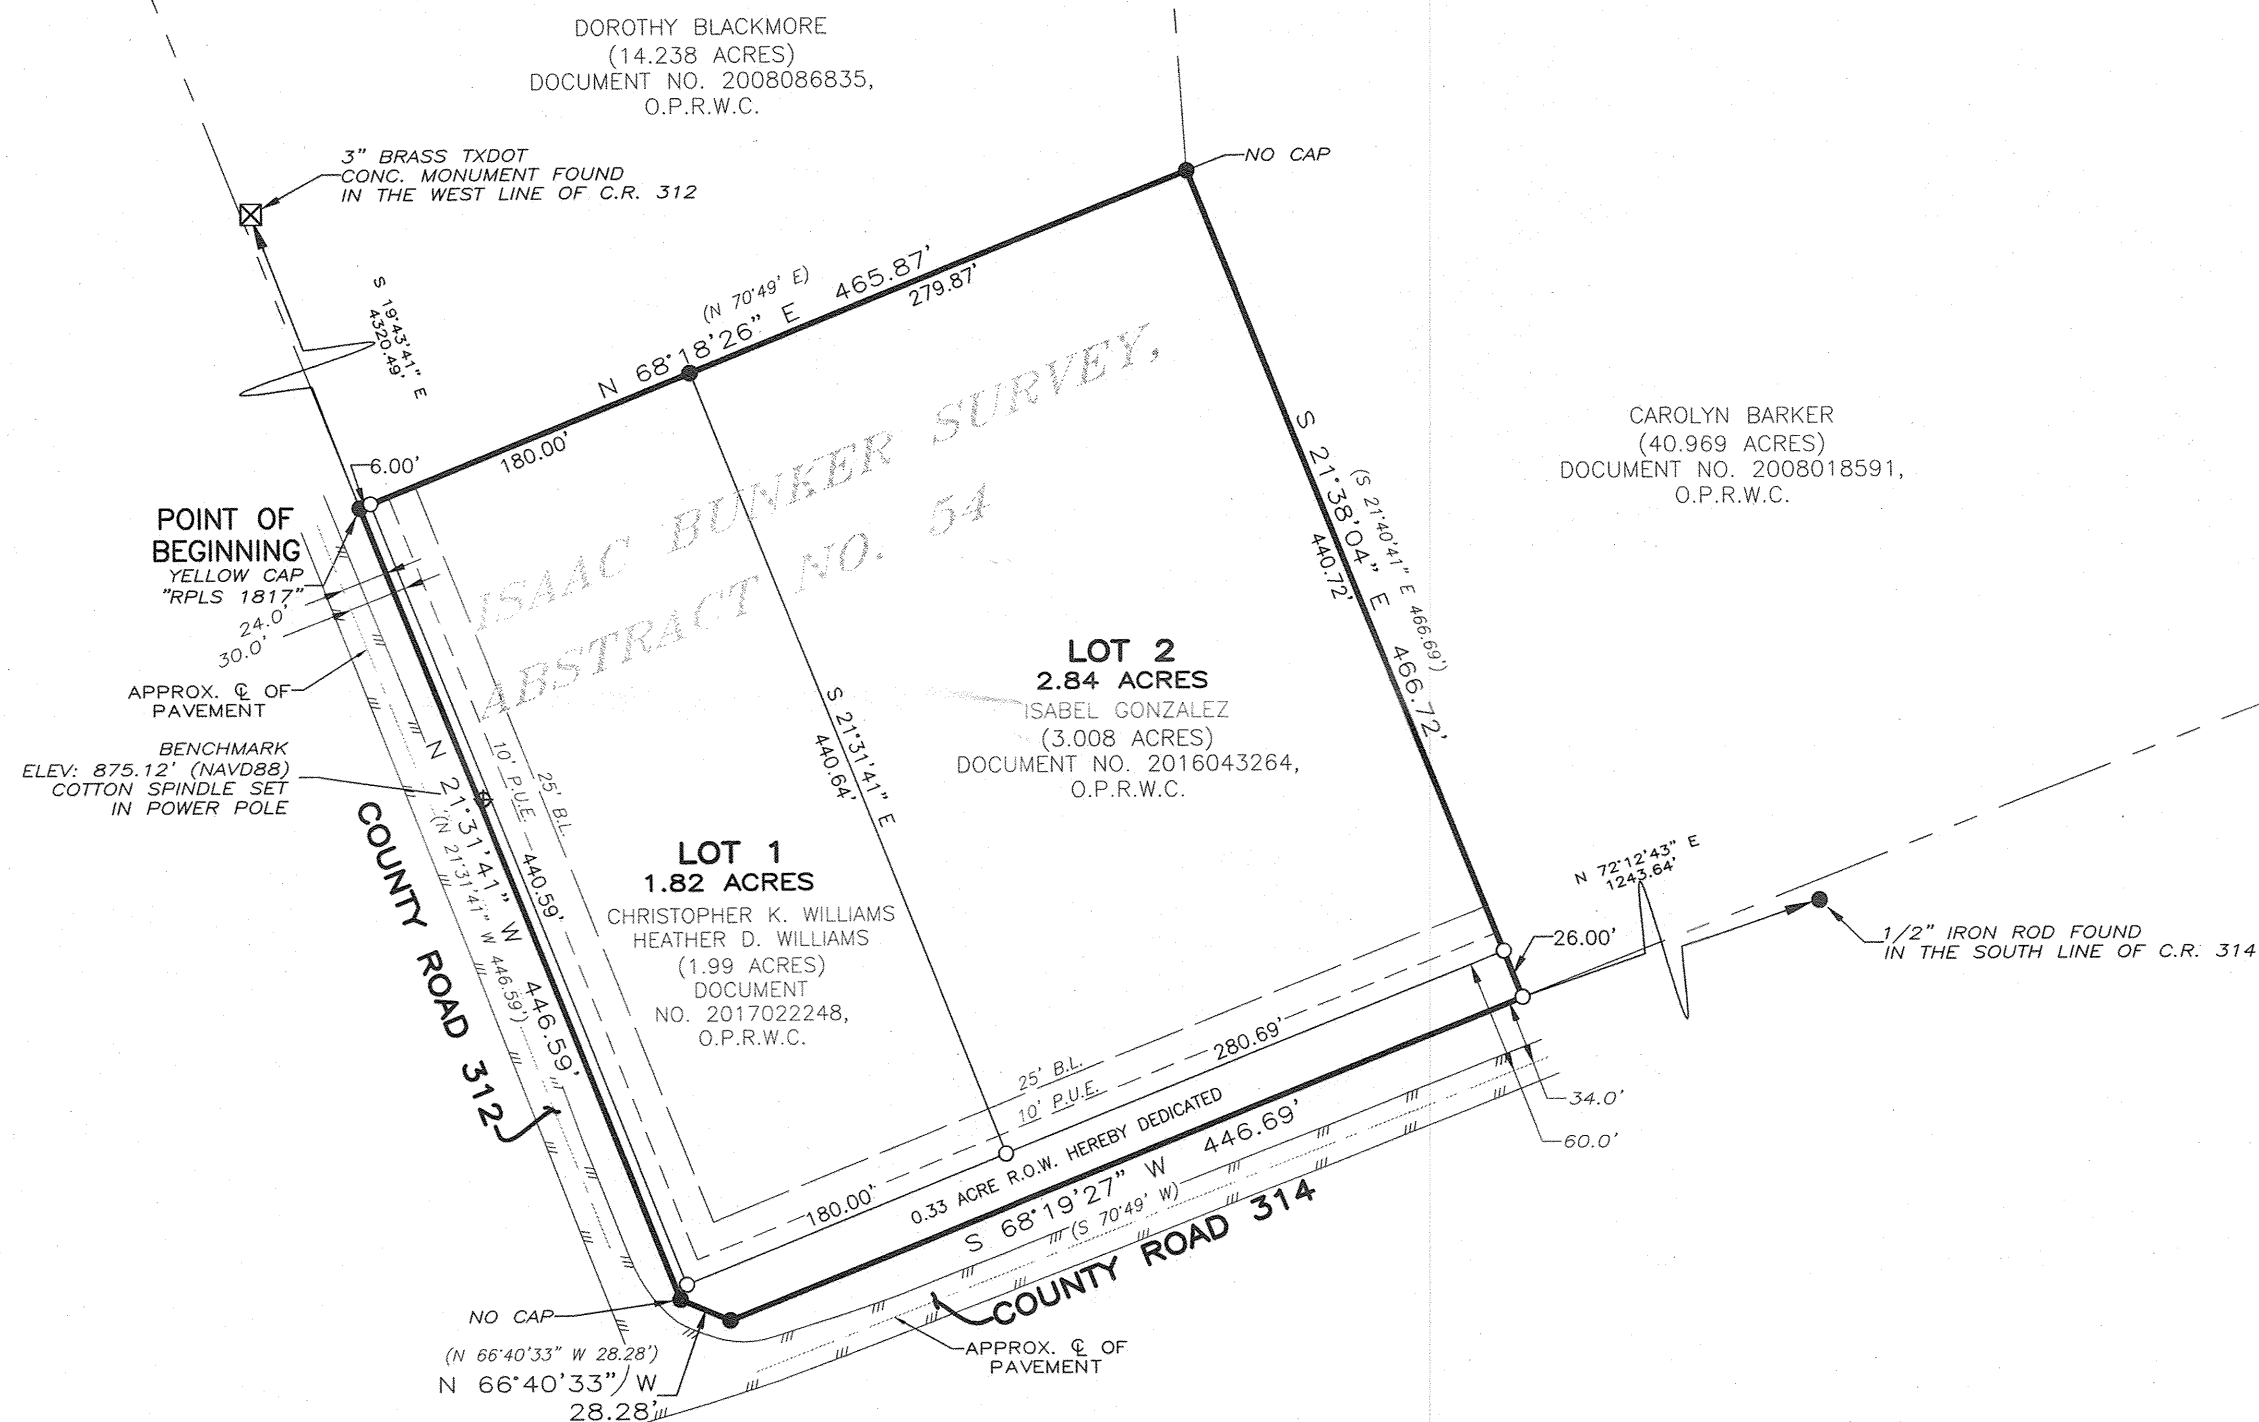 DOROTHY BLACKMORE
(14.238 ACRES)
DOCUMENT NO. 2008086835,
O.P.R.W.C.
3" BRASS TXDOT
CONC. MONUMENT FOUND
IN THE WEST LINE OF C.R. 312
NO CAP
S 19°43'41" E
4320.49'
(N 70°49' E)
N 68°18'26" E 465.87'
279.87'
180.00'
6.00'
ISAAC BUNKER SURVEY,
ABSTRACT NO. 54
CAROLYN BARKER
(40.969 ACRES)
DOCUMENT NO. 2008018591,
O.P.R.W.C.
S 21°38'04" E 466.72'
(S 21°40'41" E 466.69')
440.72'
POINT OF
BEGINNING
YELLOW CAP
"RPLS 1817"
24.0'
30.0'
APPROX. ℄ OF
PAVEMENT
BENCHMARK
ELEV: 875.12' (NAVD88)
COTTON SPINDLE SET
IN POWER POLE
N 21°31'41" W 446.59'
(N 21°31'41" W 446.59')
10' P.U.E.
25' B.L.
440.59'
COUNTY ROAD 312
S 21°31'41" E
440.64'
LOT 2
2.84 ACRES
ISABEL GONZALEZ
(3.008 ACRES)
DOCUMENT NO. 2016043264,
O.P.R.W.C.
LOT 1
1.82 ACRES
CHRISTOPHER K. WILLIAMS
HEATHER D. WILLIAMS
(1.99 ACRES)
DOCUMENT
NO. 2017022248,
O.P.R.W.C.
N 72°12'43" E
1243.64'
26.00'
1/2" IRON ROD FOUND
IN THE SOUTH LINE OF C.R. 314
280.69'
25' B.L.
10' P.U.E.
34.0'
60.0'
180.00'
0.33 ACRE R.O.W. HEREBY DEDICATED
S 68°19'27" W 446.69'
(S 70°49' W)
COUNTY ROAD 314
APPROX. ℄ OF
PAVEMENT
NO CAP
(N 66°40'33" W 28.28')
N 66°40'33" W
28.28'